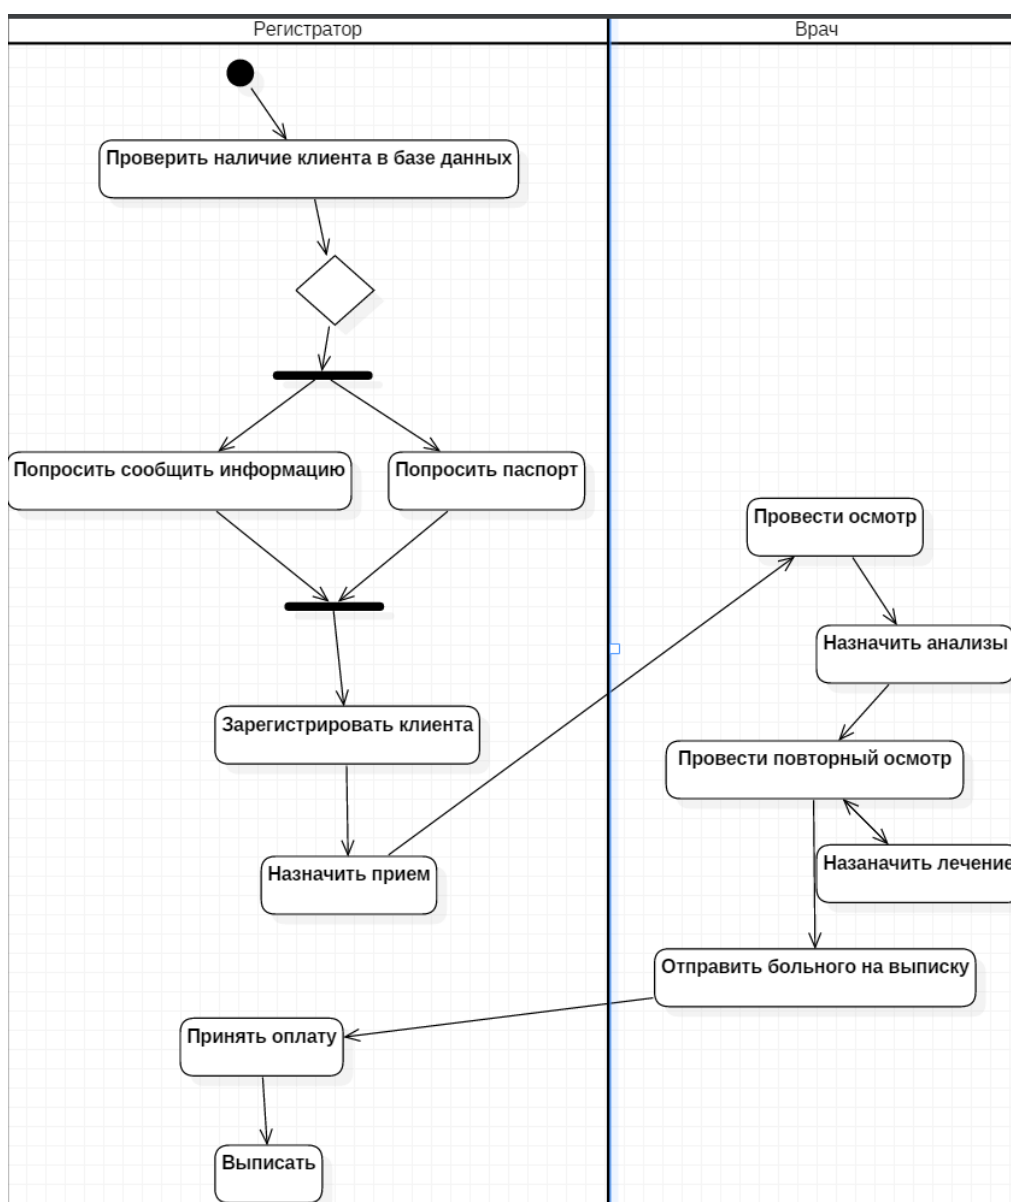 Регистратор
Врач
Проверить наличие клиента в базе данных
Попросить сообщить информацию
Попросить паспорт
Провести осмотр
Назначить анализы
Зарегистрировать клиента
Провести повторный осмотр
Назначить прием
Назаначить лечение
Отправить больного на выписку
Принять оплату
Выписать